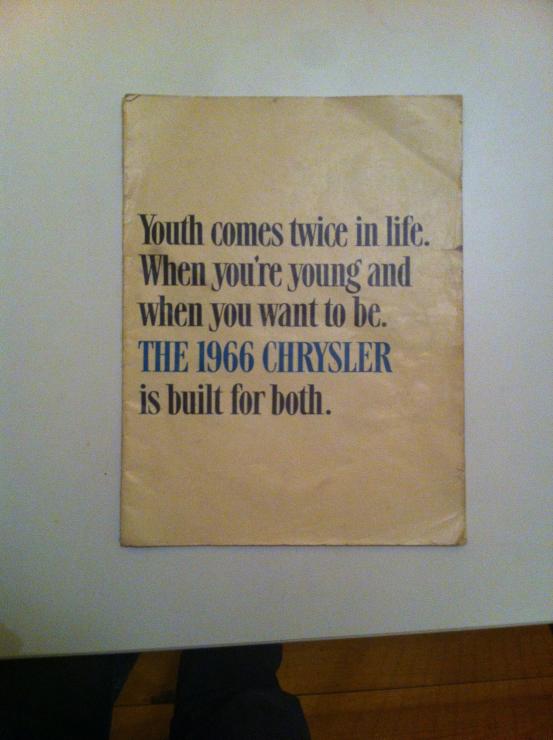 Youth comes twice in life.
When you're young and
when you want to be.
THE 1966 CHRYSLER
is built for both.